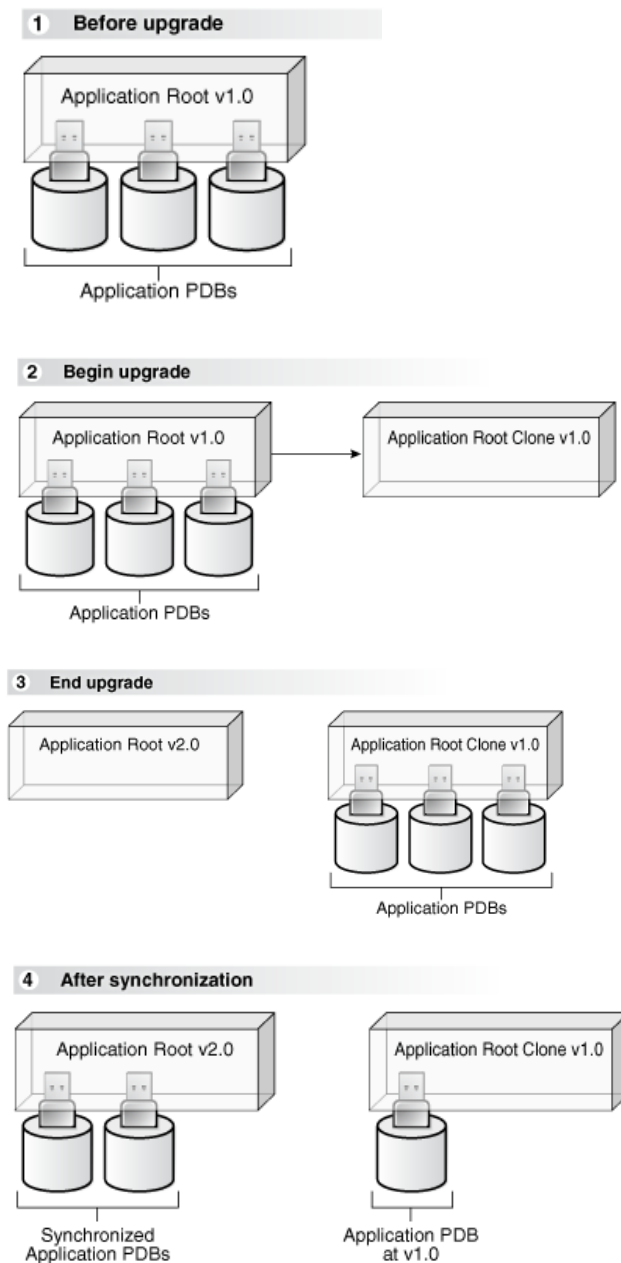 1 Before upgrade
Application Root v1.0
Application PDBs
2 Begin upgrade
Application Root v1.0
Application Root Clone v1.0
Application PDBs
3 End upgrade
Application Root v2.0
Application Root Clone v1.0
Application PDBs
4 After synchronization
Application Root v2.0
Application Root Clone v1.0
Synchronized
Application PDBs
Application PDB
at v1.0